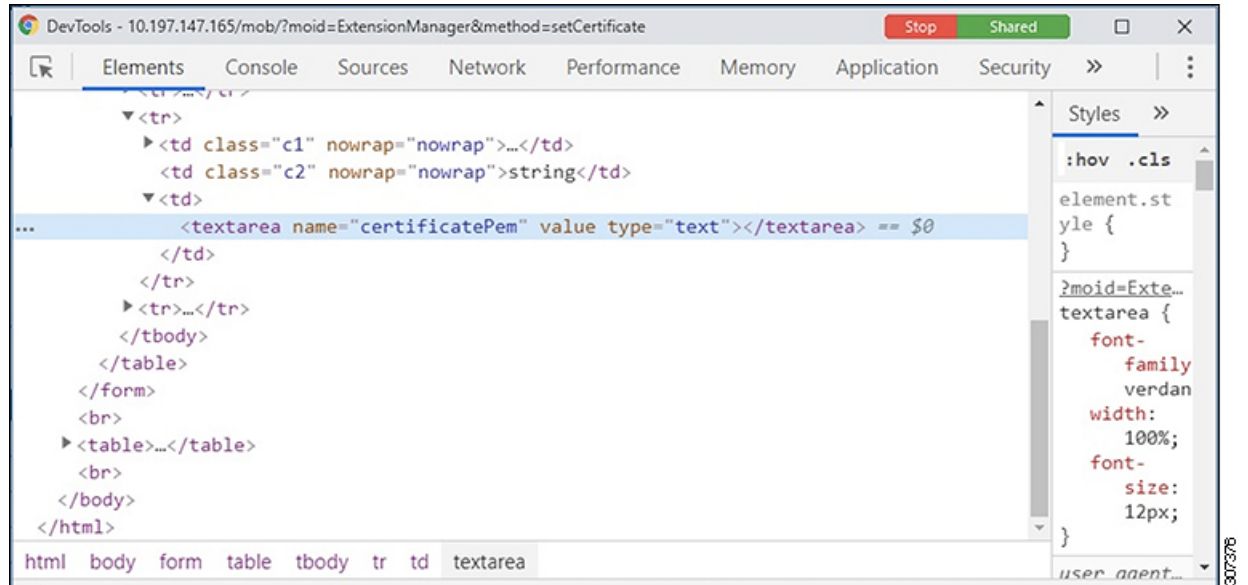 DevTools - 10.197.147.165/mob/?moid=ExtensionManager&method=setCertificate
Stop
Shared
Elements Console Sources Network Performance Memory Application Security »
<tr>…</tr>
<tr>
<td class="c1" nowrap="nowrap">…</td>
<td class="c2" nowrap="nowrap">string</td>
<td>
... <textarea name="certificatePem" value type="text"></textarea> == $0
</td>
</tr>
<tr>…</tr>
</tbody>
</table>
</form>
<br>
<table>…</table>
<br>
</body>
</html>
html body form table tbody tr td textarea
Styles »
:hov .cls
element.st
yle {
}
?moid=Exte…
textarea {
font-
family
verdan
width:
100%;
font-
size:
12px;
}
user agent…
307376